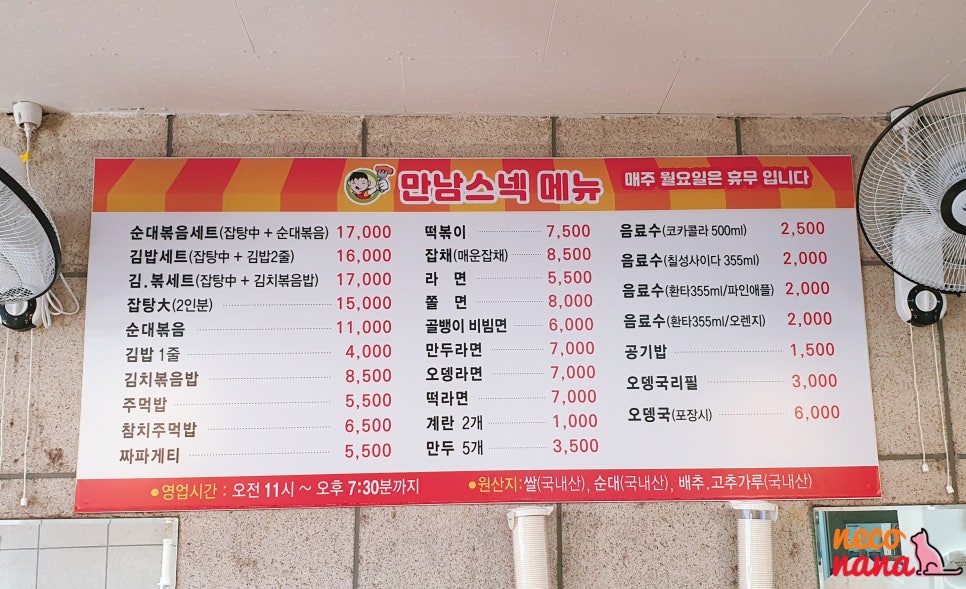 만남스넥 메뉴
매주 월요일은 휴무 입니다
순대볶음세트(잡탕中 + 순대볶음) 17,000
김밥세트(잡탕中 + 김밥2줄) 16,000
김.볶세트(잡탕中 + 김치볶음밥) 17,000
잡탕大(2인분) 15,000
순대볶음 11,000
김밥 1줄 4,000
김치볶음밥 8,500
주먹밥 5,500
참치주먹밥 6,500
짜파게티 5,500
떡볶이 7,500
잡채(매운잡채) 8,500
라 면 5,500
쫄 면 8,000
골뱅이 비빔면 6,000
만두라면 7,000
오뎅라면 7,000
떡라면 7,000
계란 2개 1,000
만두 5개 3,500
음료수(코카콜라 500ml) 2,500
음료수(칠성사이다 355ml) 2,000
음료수(환타355ml/파인애플) 2,000
음료수(환타355ml/오렌지) 2,000
공기밥 1,500
오뎅국리필 3,000
오뎅국(포장시) 6,000
●영업시간 : 오전 11시 ~ 오후 7:30분까지
●원산지:쌀(국내산), 순대(국내산), 배추.고추가루(국내산)
neco
nana